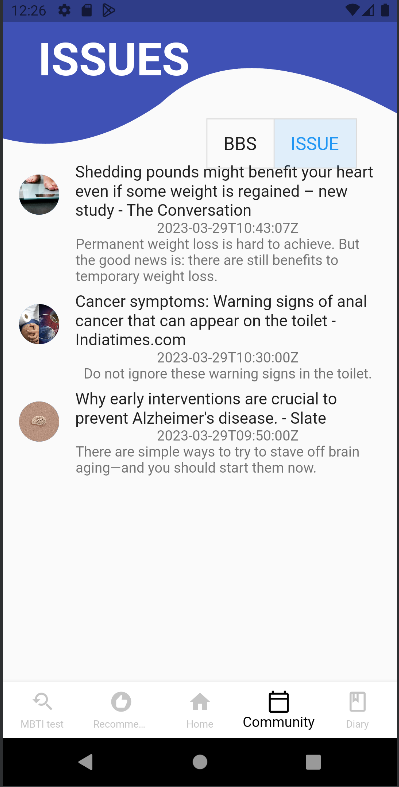 12:26
ISSUES
BBS
ISSUE
Shedding pounds might benefit your heart
even if some weight is regained – new
study - The Conversation
2023-03-29T10:43:07Z
Permanent weight loss is hard to achieve. But
the good news is: there are still benefits to
temporary weight loss.
Cancer symptoms: Warning signs of anal
cancer that can appear on the toilet -
Indiatimes.com
2023-03-29T10:30:00Z
Do not ignore these warning signs in the toilet.
Why early interventions are crucial to
prevent Alzheimer's disease. - Slate
2023-03-29T09:50:00Z
There are simple ways to try to stave off brain
aging—and you should start them now.
MBTI test
Recomme...
Home
Community
Diary